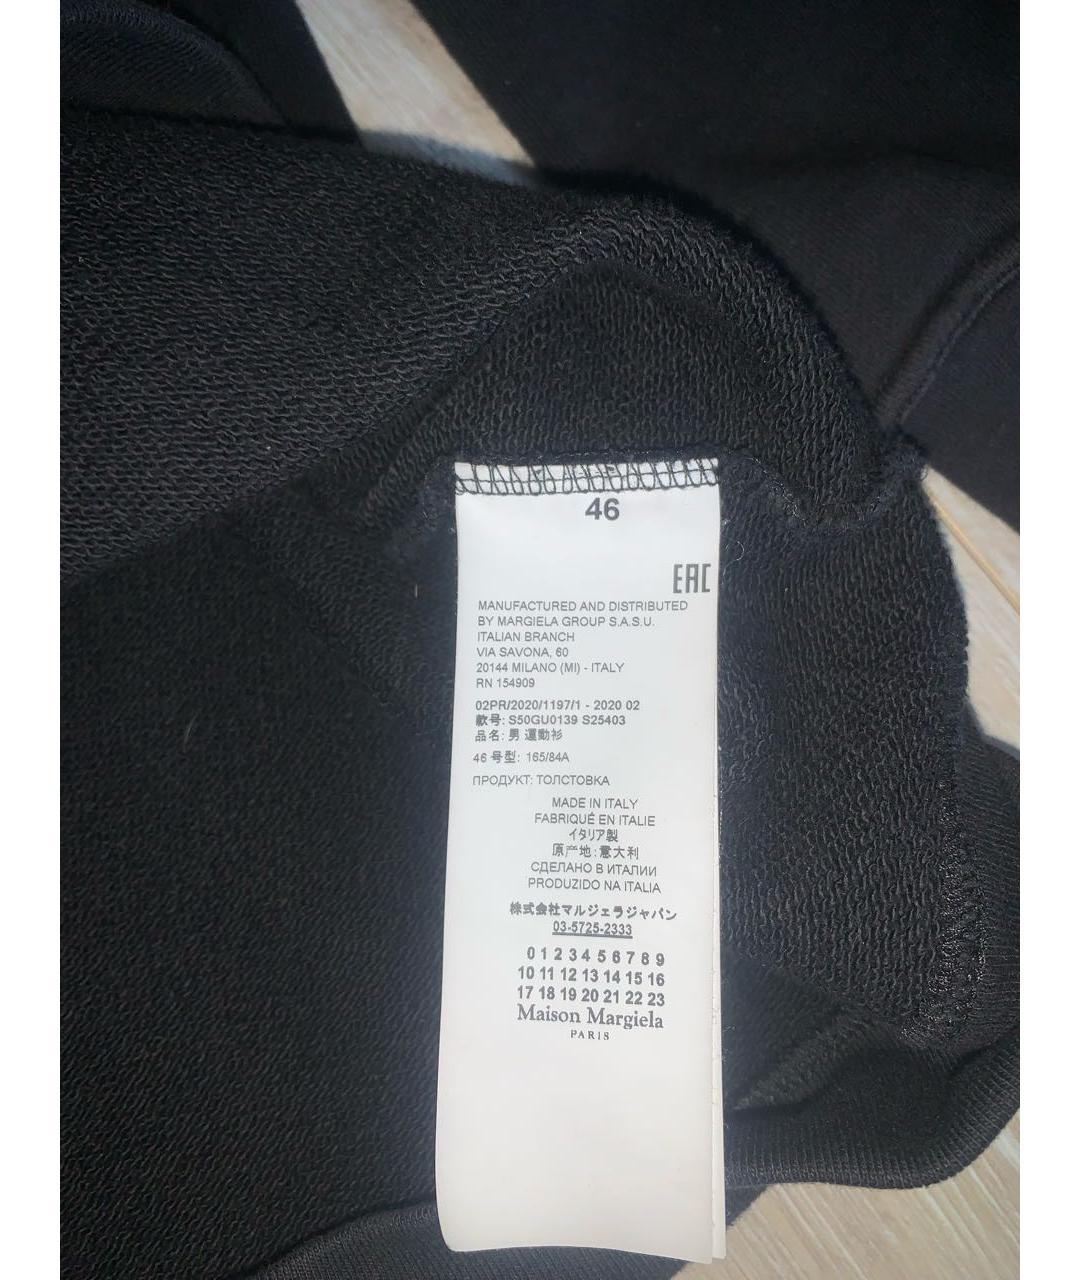 46
EAC
MANUFACTURED AND DISTRIBUTED
BY MARGIELA GROUP S.A.S.U.
ITALIAN BRANCH
VIA SAVONA, 60
20144 MILANO (MI) - ITALY
RN 154909
02PR/2020/1197/1 - 2020 02
款号: S50GU0139 S25403
品名: 男 運動衫
46 号型: 165/84A
ПРОДУКТ: ТОЛСТОВКА
MADE IN ITALY
FABRIQUÉ EN ITALIE
イタリア製
原产地:意大利
СДЕЛАНО В ИТАЛИИ
PRODUZIDO NA ITALIA
株式会社マルジェラジャパン
03-5725-2333
0 1 2 3 4 5 6 7 8 9
10 11 12 13 14 15 16
17 18 19 20 21 22 23
Maison Margiela
PARIS